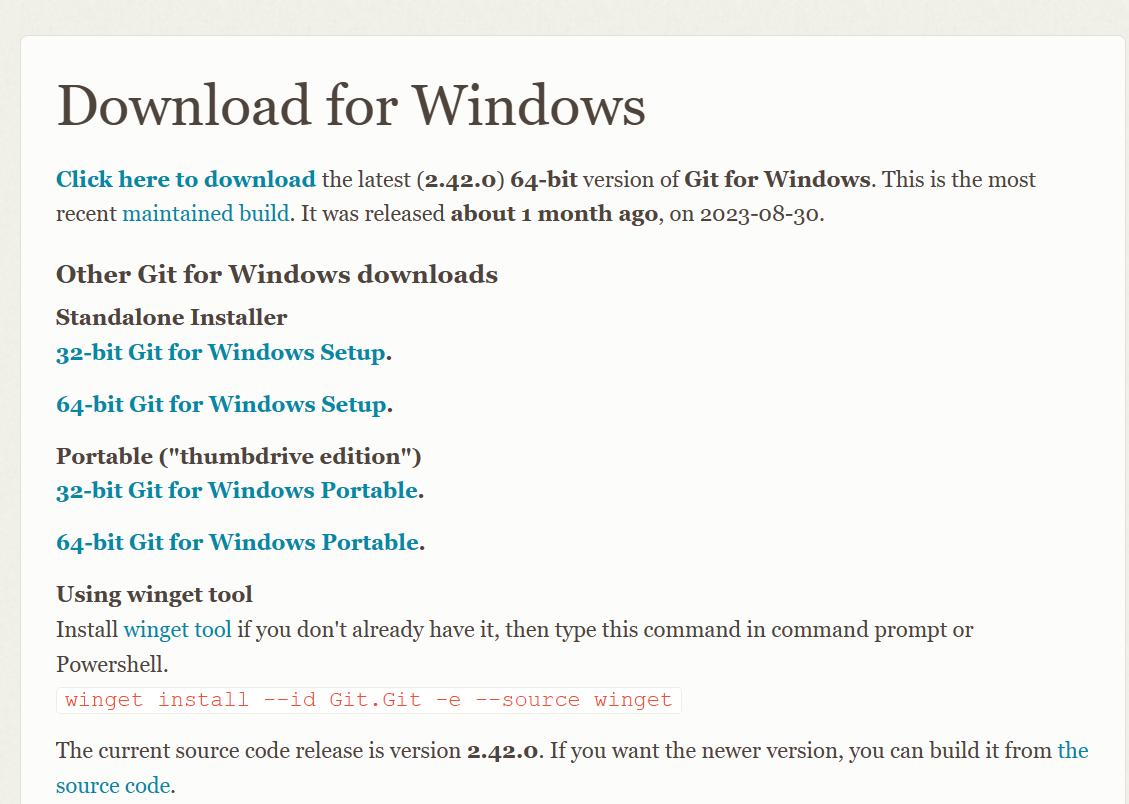 Download for Windows
Click here to download the latest (2.42.0) 64-bit version of Git for Windows. This is the most
recent maintained build. It was released about 1 month ago, on 2023-08-30.
Other Git for Windows downloads
Standalone Installer
32-bit Git for Windows Setup.
64-bit Git for Windows Setup.
Portable ("thumbdrive edition")
32-bit Git for Windows Portable.
64-bit Git for Windows Portable.
Using winget tool
Install winget tool if you don't already have it, then type this command in command prompt or
Powershell.
winget install --id Git.Git -e --source winget
The current source code release is version 2.42.0. If you want the newer version, you can build it from the
source code.